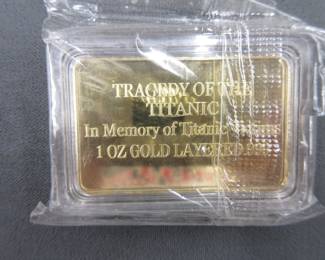 TRAGEDY OF THE
TITANIC
In Memory of Titanic
1 OZ GOLD LAYERED